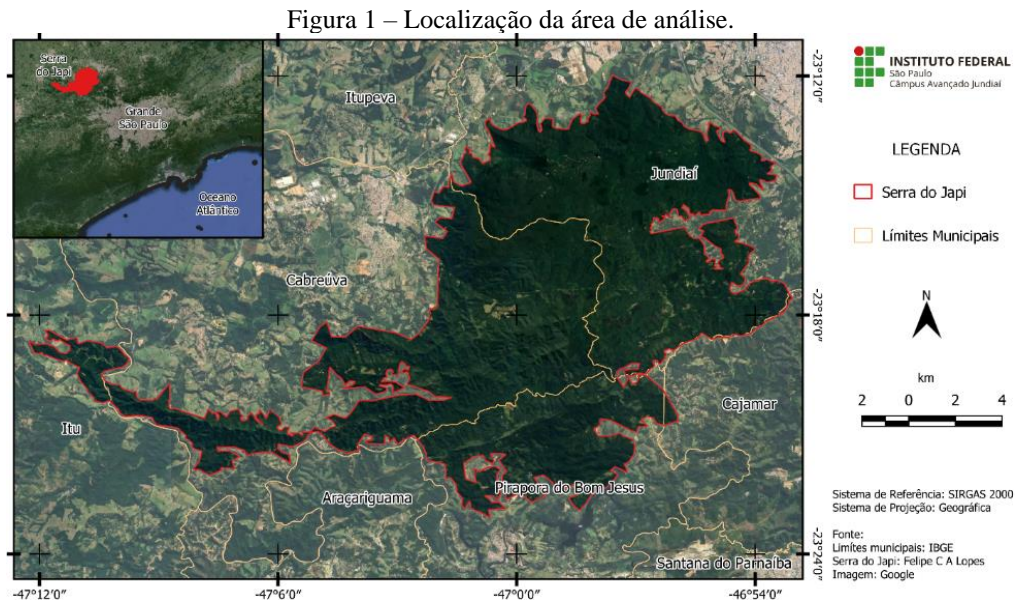 Figura 1 – Localização da área de análise.
Serra
do Japi
Grande
São Paulo
Oceano
Atlântico
Itupeva
Jundiaí
Cabreúva
Cajamar
Itu
Araçariguama
Pirapora do Bom Jesus
Santana do Parnaíba
-23°12'0"
-23°18'0"
-23°24'0"
-47°12'0"
-47°6'0"
-47°0'0"
-46°54'0"
INSTITUTO FEDERAL
São Paulo
Câmpus Avançado Jundiaí
LEGENDA
Serra do Japi
Límites Municipais
N
km
2 0 2 4
Sistema de Referência: SIRGAS 2000
Sistema de Projeção: Geográfica
Fonte:
Limites municipais: IBGE
Serra do Japi: Felipe C A Lopes
Imagem: Google